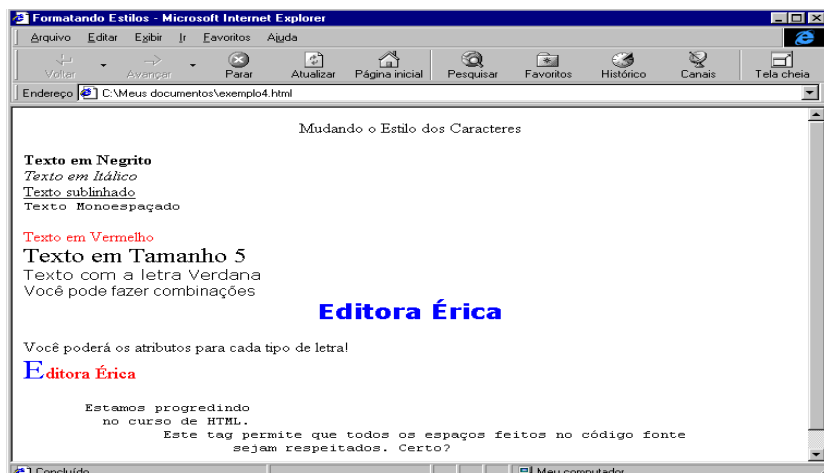 Formatando Estilos - Microsoft Internet Explorer
Arquivo Editar Exibir Ir Favoritos Ajuda
Voltar Avançar Parar Atualizar Página inicial Pesquisar Favoritos Histórico Canais Tela cheia
Endereço C:\Meus documentos\exemplo4.html
Mudando o Estilo dos Caracteres
Texto em Negrito
Texto em Itálico
Texto sublinhado
Texto Monoespaçado
Texto em Vermelho
Texto em Tamanho 5
Texto com a letra Verdana
Você pode fazer combinações
Editora Érica
Você poderá os atributos para cada tipo de letra!
Editora Érica
Estamos progredindo
no curso de HTML.
Este tag permite que todos os espaços feitos no código fonte
sejam respeitados. Certo?
Concluído Meu computador